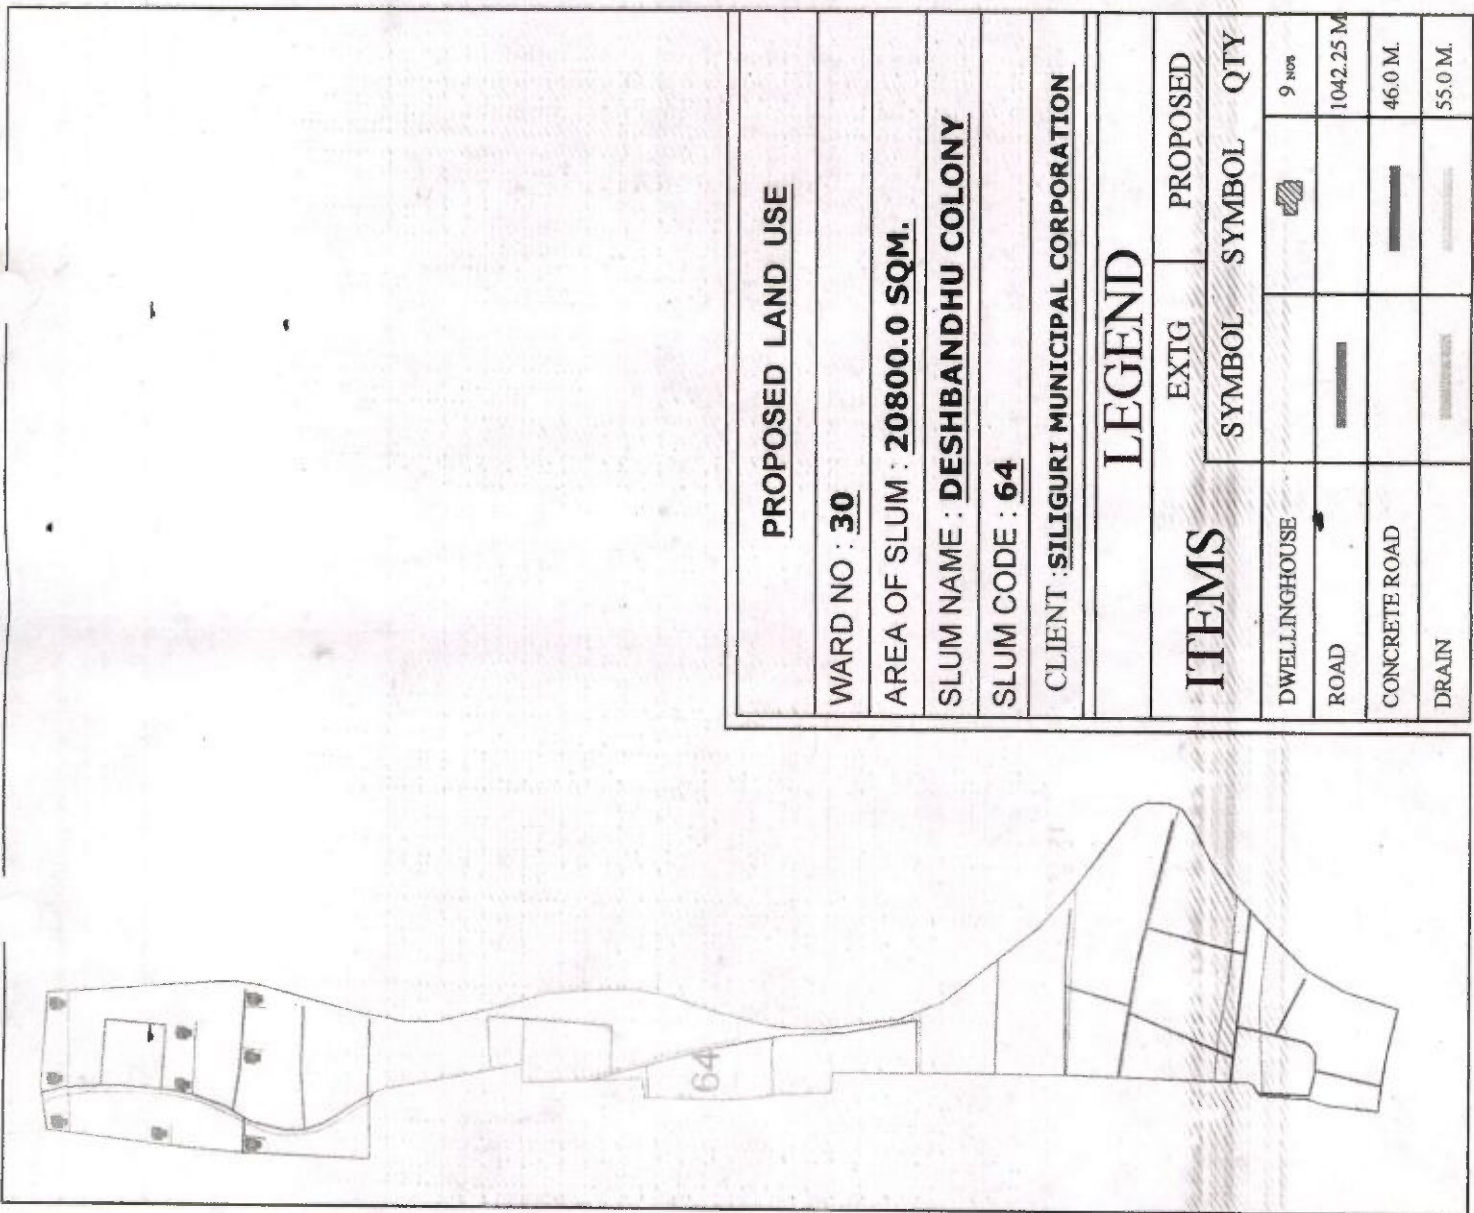 PROPOSED LAND USE
WARD NO : 30
AREA OF SLUM : 20800.0 SQM.
SLUM NAME : DESHBANDHU COLONY
SLUM CODE : 64
CLIENT : SILIGURI MUNICIPAL CORPORATION
LEGEND
ITEMS EXTG PROPOSED
SYMBOL SYMBOL QTY
DWELLINGHOUSE 9 NOS
ROAD 1042.25 M
CONCRETE ROAD 46.0 M.
DRAIN 55.0 M.
64